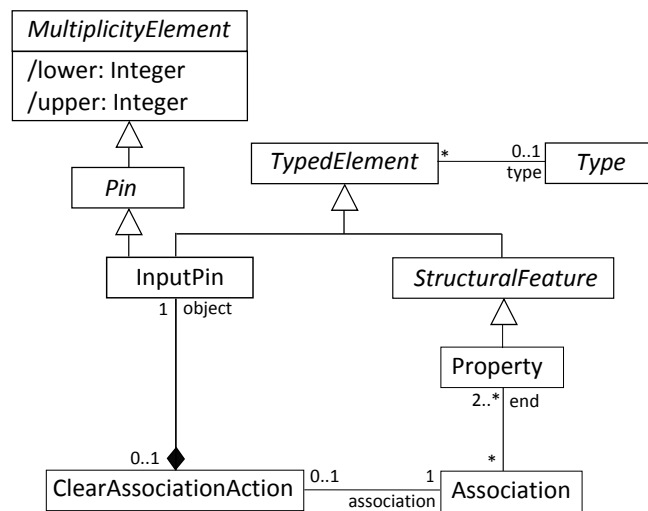 MultiplicityElement
/lower: Integer
/upper: Integer
TypedElement
*
0..1
type
Type
Pin
InputPin
StructuralFeature
1 object
Property
2..* end
0..1
*
ClearAssociationAction
0..1
1
association
Association